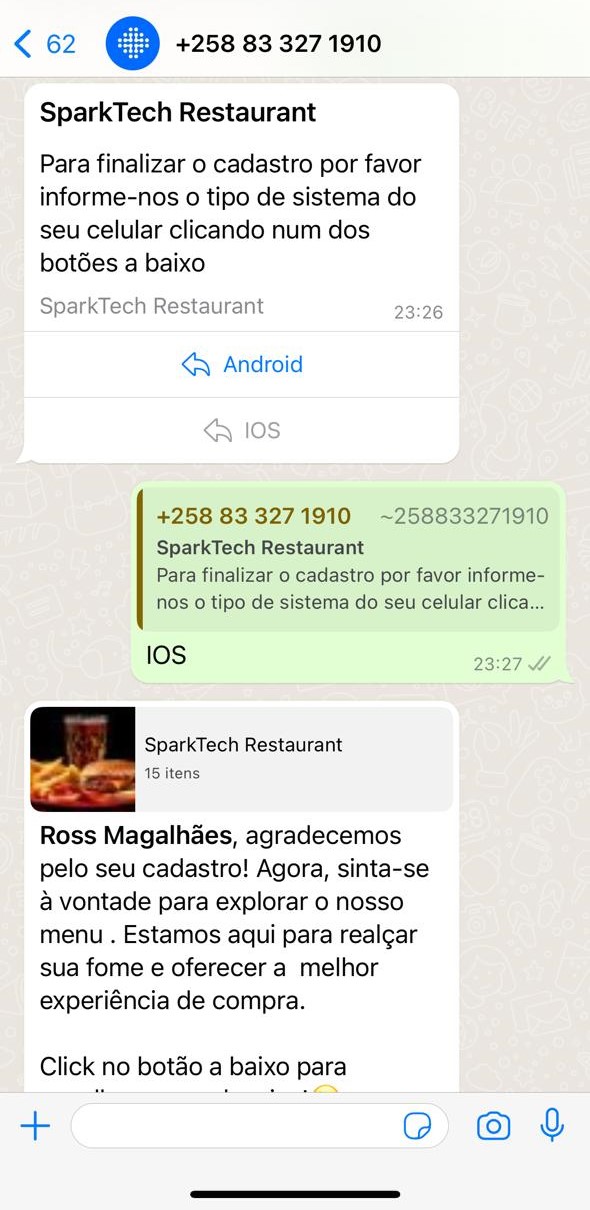 62
+258 83 327 1910
SparkTech Restaurant
Para finalizar o cadastro por favor
informe-nos o tipo de sistema do
seu celular clicando num dos
botões a baixo
SparkTech Restaurant
23:26
Android
IOS
+258 83 327 1910 ~258833271910
SparkTech Restaurant
Para finalizar o cadastro por favor informe-
nos o tipo de sistema do seu celular clica...
IOS
23:27
SparkTech Restaurant
15 itens
Ross Magalhães, agradecemos
pelo seu cadastro! Agora, sinta-se
à vontade para explorar o nosso
menu . Estamos aqui para realçar
sua fome e oferecer a  melhor
experiência de compra.
Click no botão a baixo para